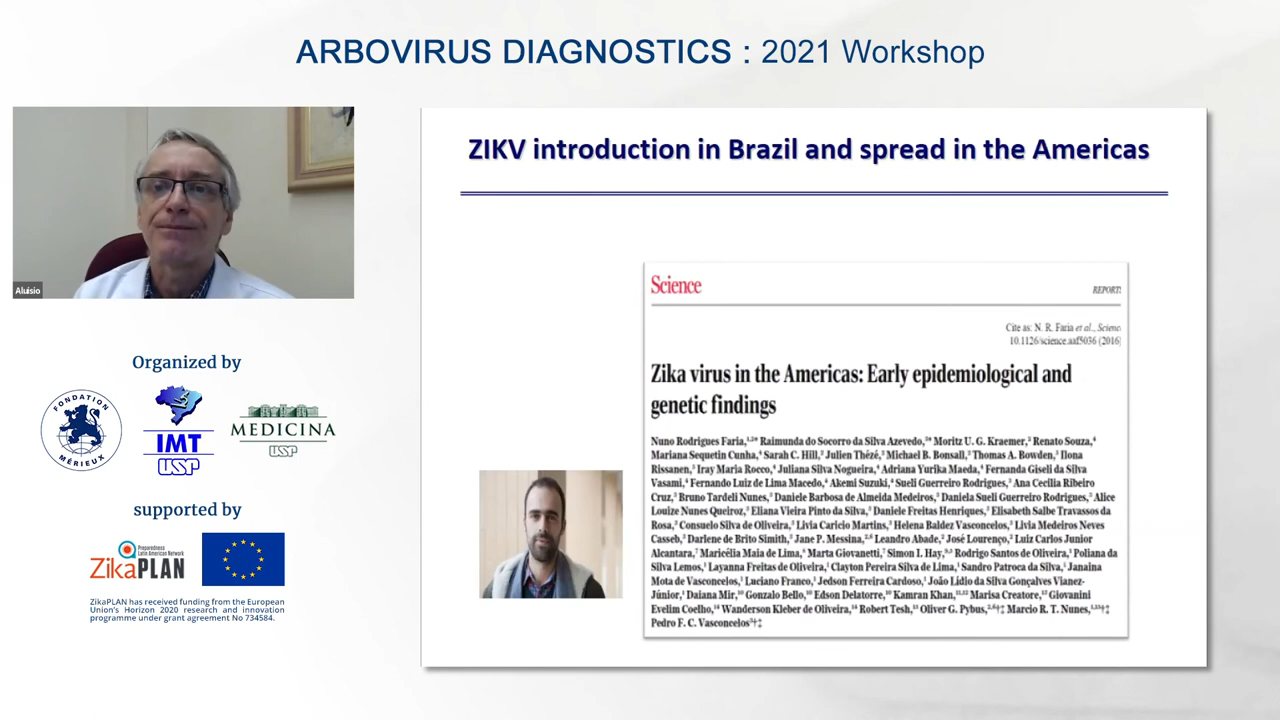 ARBOVIRUS DIAGNOSTICS : 2021 Workshop
Aluisio
Organized by
FONDATION
MÉRIEUX
IMT
USP
MEDICINA
USP
supported by
Preparedness
Latin American Network
ZikaPLAN
ZikaPLAN has received funding from the European
Union's Horizon 2020 research and innovation
programme under grant agreement No 734584.
ZIKV introduction in Brazil and spread in the Americas
Science
REPORT
Cite as: N. R. Faria et al., Scienc
10.1126/science.aaf5036 (2016)
Zika virus in the Americas: Early epidemiological and
genetic findings
Nuno Rodrigues Faria, Raimunda do Socorro da Silva Azevedo, Moritz U. G. Kraemer, Renato Souza,
Mariana Sequetin Cunha, Sarah C. Hill, Julien Thézé, Michael B. Bonsall, Thomas A. Bowden, Ilona
Rissanen, Iray Maria Rocco, Juliana Silva Nogueira, Adriana Yurika Maeda, Fernanda Giseli da Silva
Vasami, Fernando Luiz de Lima Macedo, Akemi Suzuki, Sueli Guerreiro Rodrigues, Ana Cecilia Ribeiro
Cruz, Bruno Tardeli Nunes, Daniele Barbosa de Almeida Medeiros, Daniela Sueli Guerreiro Rodrigues, Alice
Louize Nunes Queiroz, Eliana Vieira Pinto da Silva, Daniele Freitas Henriques, Elisabeth Salbe Travassos da
Rosa, Consuelo Silva de Oliveira, Livia Caricio Martins, Helena Baldez Vasconcelos, Livia Medeiros Neves
Casseb, Darlene de Brito Simith, Jane P. Messina, Leandro Abade, José Lourenço, Luiz Carlos Junior
Alcantara, Maricélia Maia de Lima, Marta Giovanetti, Simon I. Hay, Rodrigo Santos de Oliveira, Poliana da
Silva Lemos, Layanna Freitas de Oliveira, Clayton Pereira Silva de Lima, Sandro Patroca da Silva, Janaina
Mota de Vasconcelos, Luciano Franco, Jedson Ferreira Cardoso, João Lídio da Silva Gonçalves Vianez-
Júnior, Daiana Mir, Gonzalo Bello, Edson Delatorre, Kamran Khan, Marisa Creatore, Giovanini
Evelim Coelho, Wanderson Kleber de Oliveira, Robert Tesh, Oliver G. Pybus, Marcio R. T. Nunes,
Pedro F. C. Vasconcelos